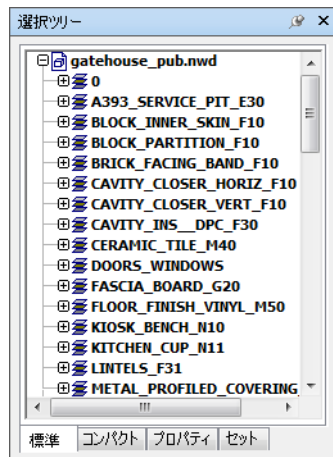 選択ツリー
gatehouse_pub.nwd
0
A393_SERVICE_PIT_E30
BLOCK_INNER_SKIN_F10
BLOCK_PARTITION_F10
BRICK_FACING_BAND_F10
CAVITY_CLOSER_HORIZ_F10
CAVITY_CLOSER_VERT_F10
CAVITY_INS__DPC_F30
CERAMIC_TILE_M40
DOORS_WINDOWS
FASCIA_BOARD_G20
FLOOR_FINISH_VINYL_M50
KIOSK_BENCH_N10
KITCHEN_CUP_N11
LINTELS_F31
METAL_PROFILED_COVERING_
標準 コンパクト プロパティ セット